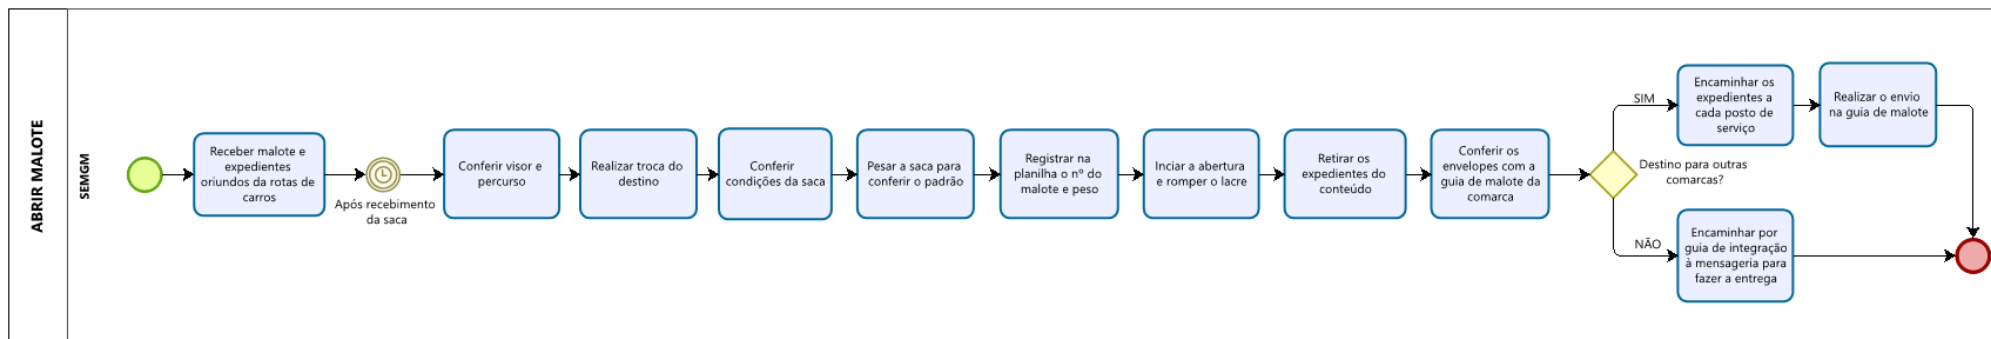 ABRIR MALOTE
SEMGM
Receber malote e
expedientes
oriundos da rotas de
carros
Após recebimento
da saca
Conferir visor e
percurso
Realizar troca do
destino
Conferir
condições da saca
Pesar a saca para
conferir o padrão
Registrar na
planilha o nº do
malote e peso
Inciar a abertura
e romper o lacre
Retirar os
expedientes do
conteúdo
Conferir os
envelopes com a
guia de malote da
comarca
Destino para outras
comarcas?
SIM
Encaminhar os
expedientes a
cada posto de
serviço
Realizar o envio
na guia de malote
NÃO
Encaminhar por
guia de integração
à mensageria para
fazer a entrega